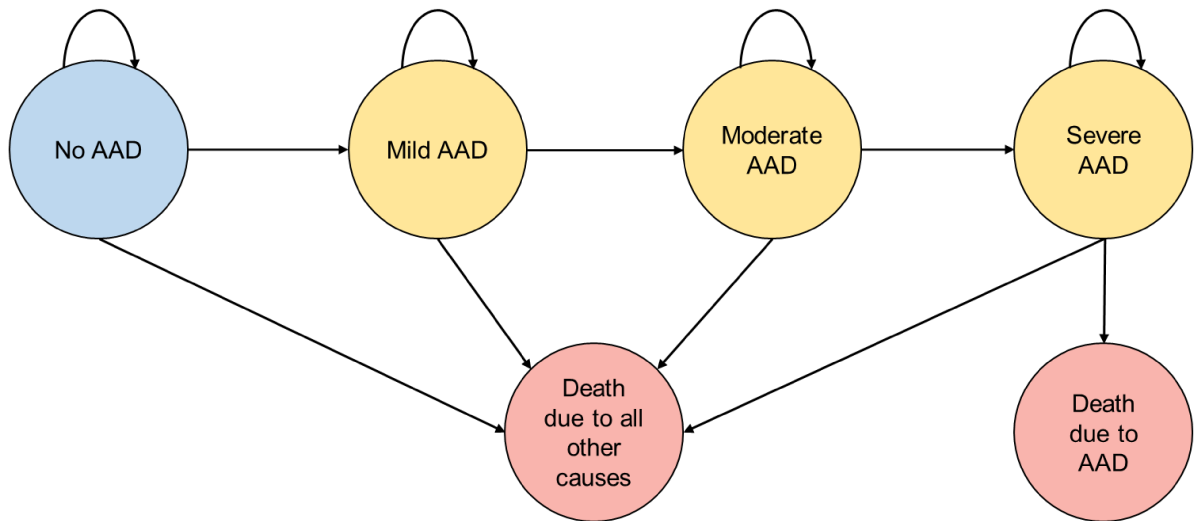 No AAD
Mild AAD
Moderate
AAD
Severe
AAD
Death
due to all
other
causes
Death
due to
AAD